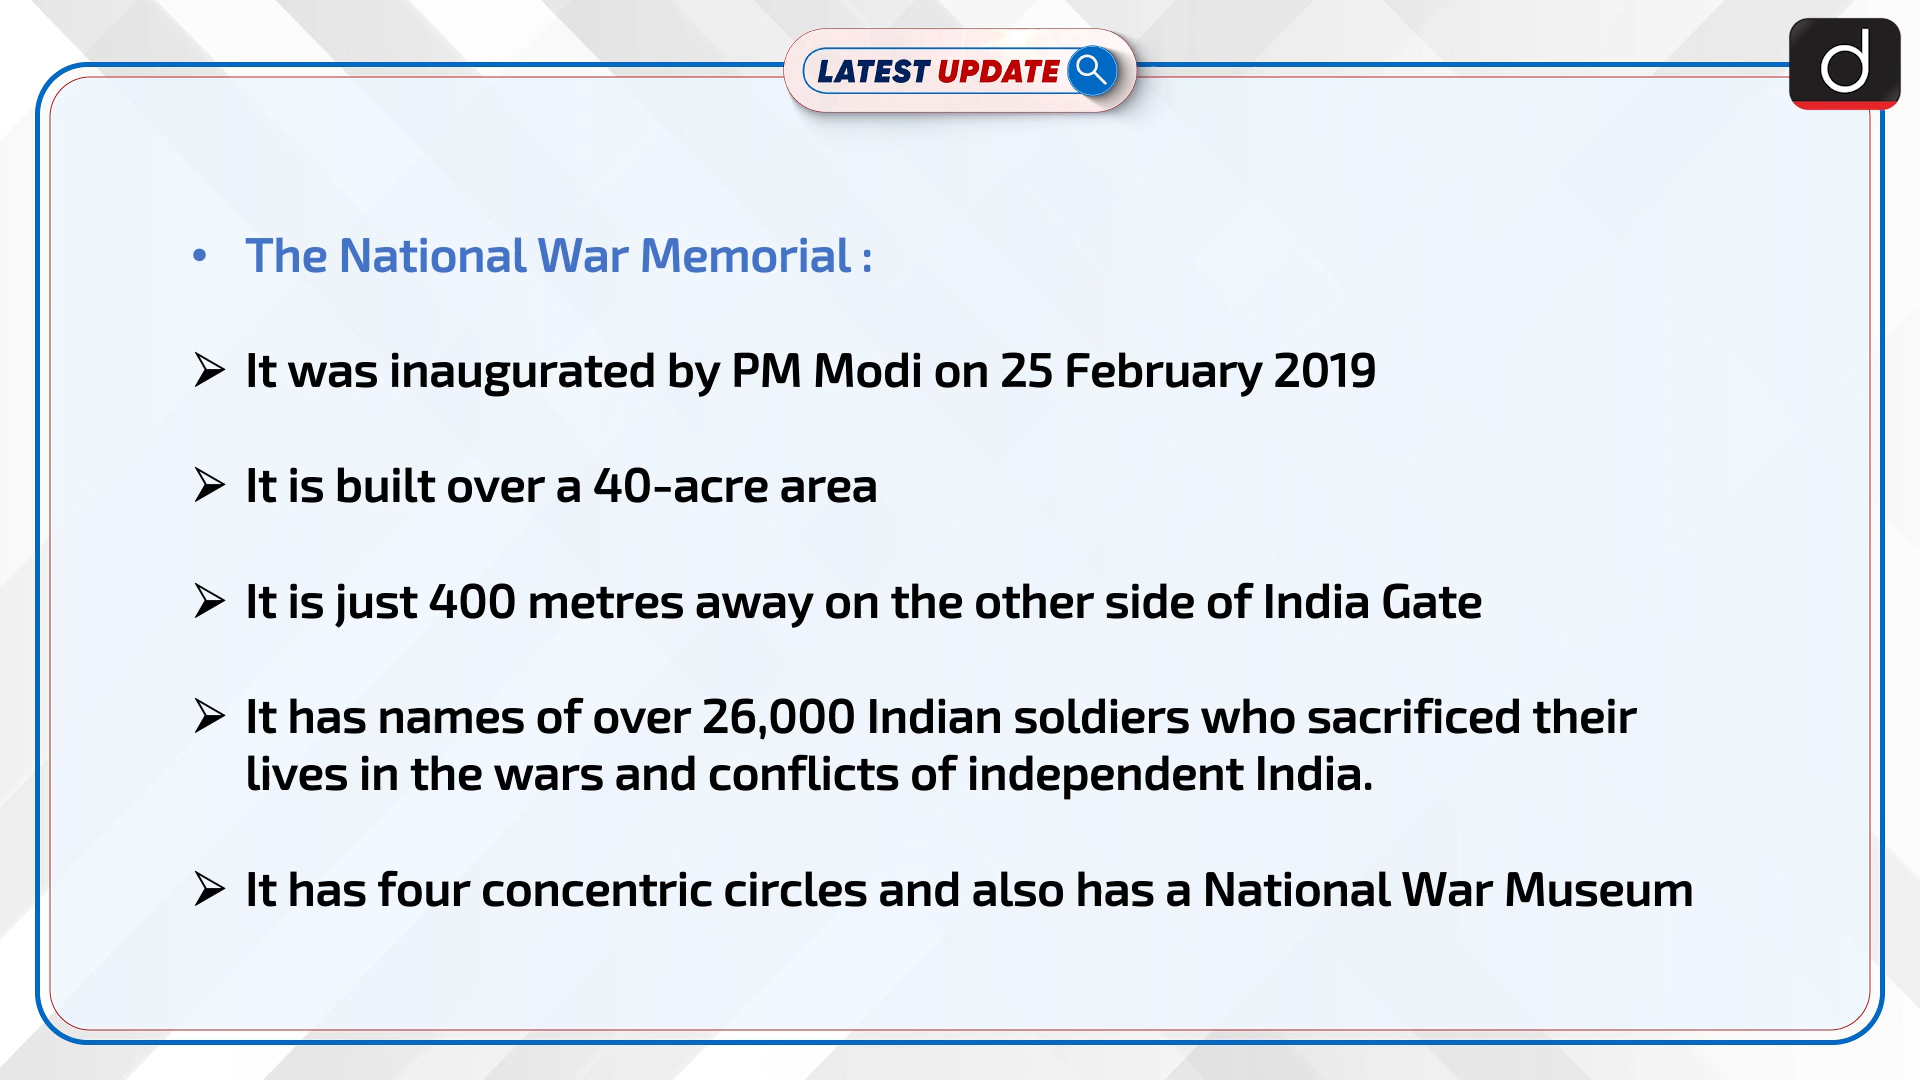 LATEST UPDATE
d
• The National War Memorial :
➢ It was inaugurated by PM Modi on 25 February 2019
➢ It is built over a 40-acre area
➢ It is just 400 metres away on the other side of India Gate
➢ It has names of over 26,000 Indian soldiers who sacrificed their
lives in the wars and conflicts of independent India.
➢ It has four concentric circles and also has a National War Museum